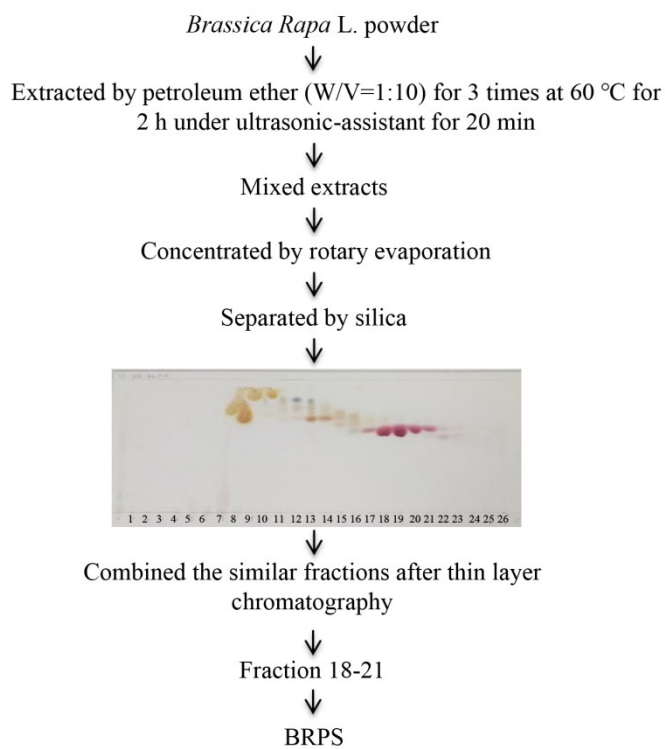 Brassica Rapa L. powder
Extracted by petroleum ether (W/V=1:10) for 3 times at 60 °C for
2 h under ultrasonic-assistant for 20 min
Mixed extracts
Concentrated by rotary evaporation
Separated by silica
1 2 3 4 5 6 7 8 9 10 11 12 13 14 15 16 17 18 19 20 21 22 23 24 25 26
Combined the similar fractions after thin layer
chromatography
Fraction 18-21
BRPS